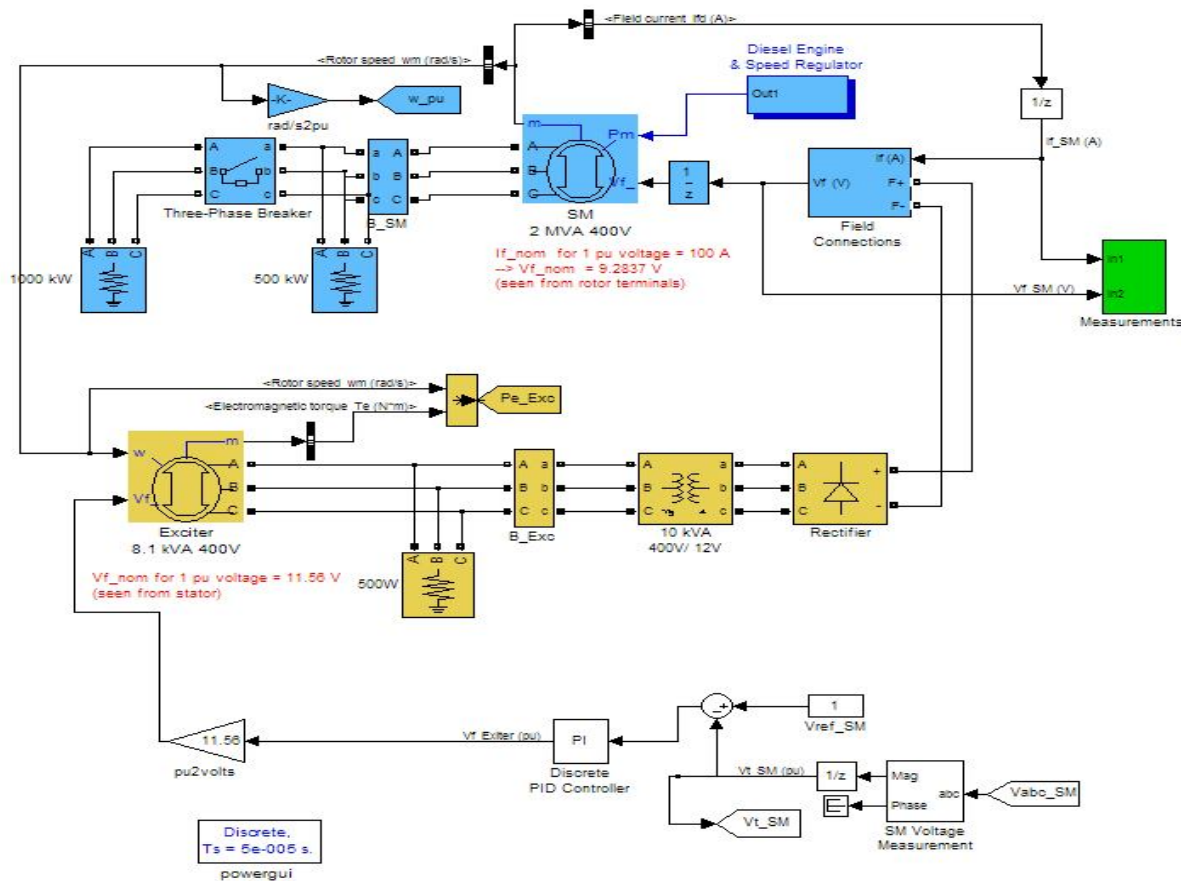 <Field current Ifd (A)>
<Rotor speed wm (rad/s)>
Diesel Engine
& Speed Regulator
Out1
-K-
w_pu
rad/s2pu
1/z
If_SM (A)
m
Pm
A
B
C
Vf_
SM
2 MVA 400V
1
z
If (A)
Vf (V)
F+
F-
Field
Connections
A
B
C
a
b
c
Three-Phase Breaker
a
b
c
A
B
C
B_SM
A
B
C
1000 kW
A
B
C
500 kW
If_nom for 1 pu voltage = 100 A
--> Vf_nom = 9.2837 V
(seen from rotor terminals)
In1
In2
Vf_SM (V)
Measurements
<Rotor speed wm (rad/s)>
<Electromagnetic torque Te (N*m)>
Pe_Exc
w
m
Vf_
A
B
C
Exciter
8.1 kVA 400V
A
B
C
a
b
c
B_Exc
A
B
C
a
b
c
10 kVA
400V/ 12V
A
B
C
+
-
Rectifier
A
B
C
500W
Vf_nom for 1 pu voltage = 11.56 V
(seen from stator)
11.56
pu2volts
Vf_Exiter (pu)
PI
Discrete
PID Controller
-+
1
Vref_SM
Vt_SM (pu)
1/z
Mag
Phase
abc
Vabc_SM
SM Voltage
Measurement
Vt_SM
Discrete,
Ts = 5e-005 s.
powergui